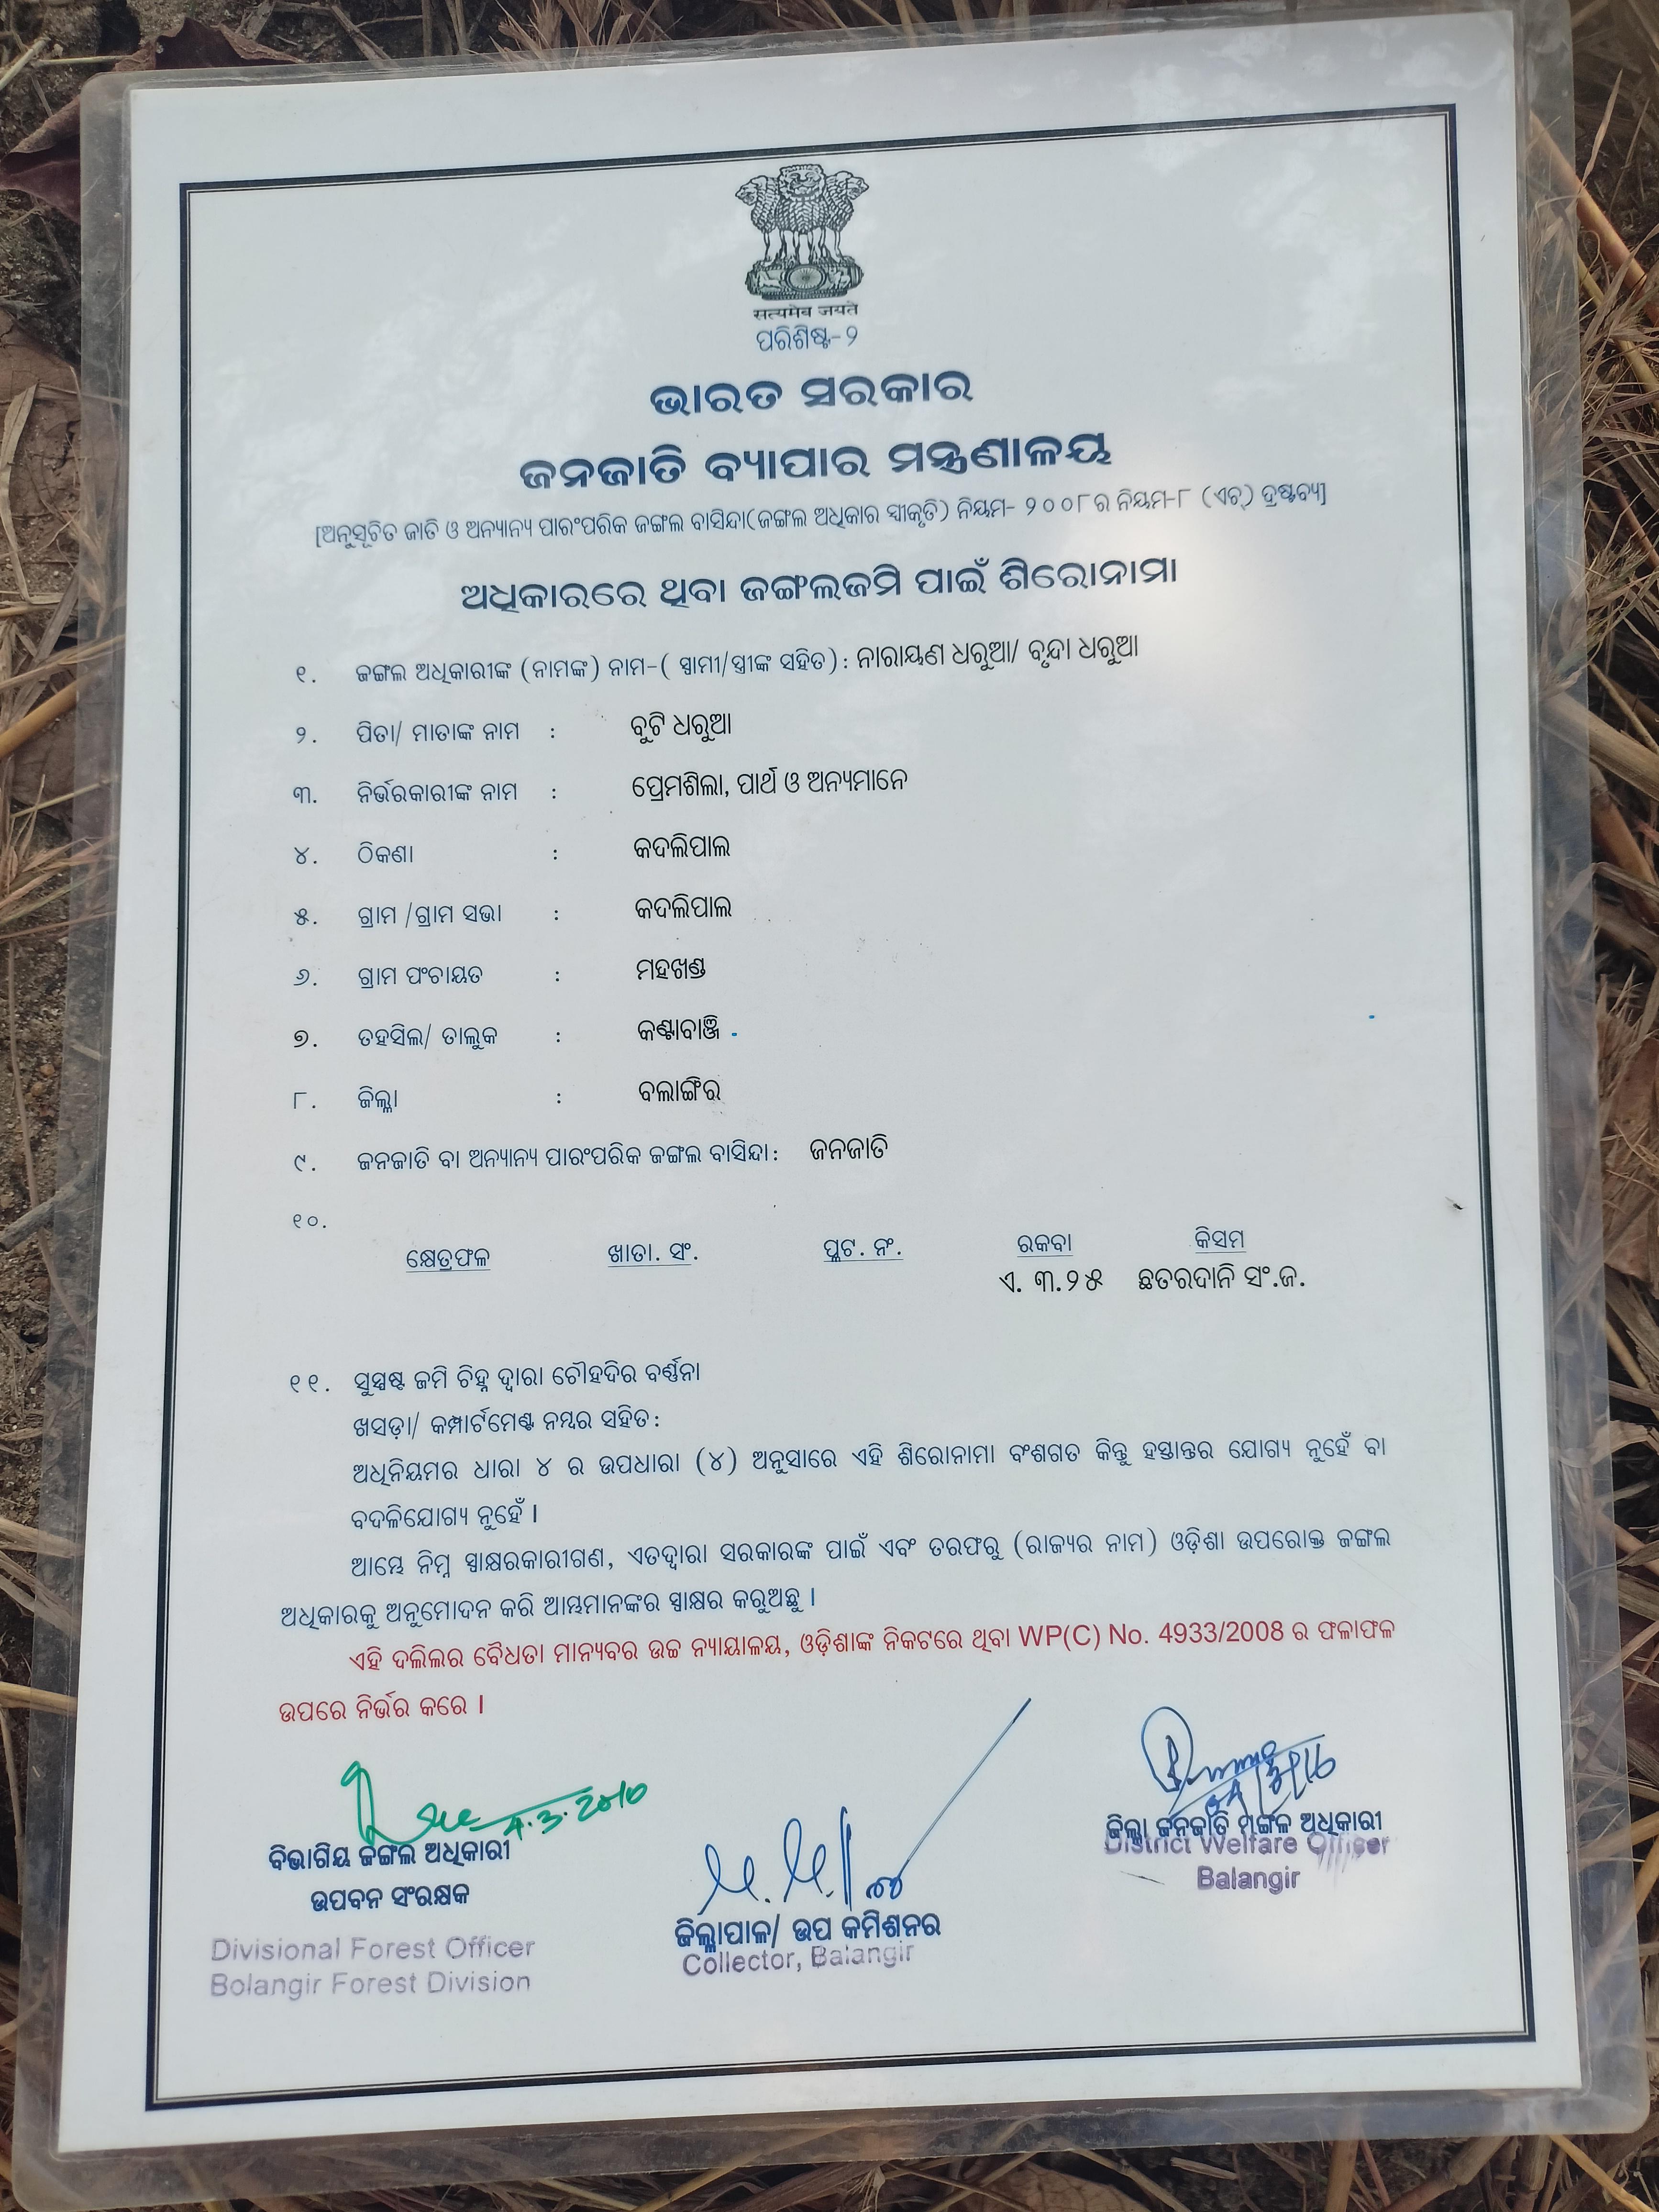 सत्यमेव जयते
ପରିଶିଷ୍ଟ-୨
ଭାରତ ସରକାର
ଜନଜାତି ବ୍ୟାପାର ମନ୍ତ୍ରଣାଳୟ
[ଅନୁସୂଚିତ ଜାତି ଓ ଅନ୍ୟାନ୍ୟ ପାରଂପରିକ ଜଙ୍ଗଲ ବାସିନ୍ଦା(ଜଙ୍ଗଲ ଅଧିକାର ସ୍ୱୀକୃତି) ନିୟମ- ୨୦୦୮ର ନିୟମ-୮ (ଏଚ୍) ଦ୍ରଷ୍ଟବ୍ୟ]
ଅଧିକାରରେ ଥିବା ଜଙ୍ଗଲଜମି ପାଇଁ ଶିରୋନାମା
୧. ଜଙ୍ଗଲ ଅଧିକାରୀଙ୍କ (ନାମଙ୍କ) ନାମ-( ସ୍ୱାମୀ/ସ୍ତ୍ରୀଙ୍କ ସହିତ): ନାରାୟଣ ଧରୁଆ/ ବୃନ୍ଦା ଧରୁଆ
୨. ପିତା/ ମାତାଙ୍କ ନାମ : ବୁଟି ଧରୁଆ
୩. ନିର୍ଭରକାରୀଙ୍କ ନାମ : ପ୍ରେମଶିଲା, ପାର୍ଥ ଓ ଅନ୍ୟମାନେ
୪. ଠିକଣା : କଦଲିପାଲ
୫. ଗ୍ରାମ /ଗ୍ରାମ ସଭା : କଦଲିପାଲ
୬. ଗ୍ରାମ ପଂଚାୟତ : ମହଖଣ୍ଡ
୭. ତହସିଲ/ ତାଲୁକ : କଣ୍ଟାବାଞ୍ଜି
୮. ଜିଲ୍ଲା : ବଲାଙ୍ଗିର
୯. ଜନଜାତି ବା ଅନ୍ୟାନ୍ୟ ପାରଂପରିକ ଜଙ୍ଗଲ ବାସିନ୍ଦା: ଜନଜାତି
୧୦.
କ୍ଷେତ୍ରଫଳ ଖାତା. ସଂ. ପ୍ଲଟ. ନଂ. ରକବା କିସମ
ଏ. ୩.୨୫ ଛତରଦାନି ସଂ.ଜ.
୧୧. ସୁସ୍ପଷ୍ଟ ଜମି ଚିହ୍ନ ଦ୍ୱାରା ଚୌହଦିର ବର୍ଣ୍ଣନା
ଖସଡ଼ା/ କମ୍ପାର୍ଟମେଣ୍ଟ ନମ୍ବର ସହିତ:
ଅଧିନିୟମର ଧାରା ୪ ର ଉପଧାରା (୪) ଅନୁସାରେ ଏହି ଶିରୋନାମା ବଂଶଗତ କିନ୍ତୁ ହସ୍ତାନ୍ତର ଯୋଗ୍ୟ ନୁହେଁ ବା
ବଦଳିଯୋଗ୍ୟ ନୁହେଁ ।
ଆମ୍ଭେ ନିମ୍ନ ସ୍ୱାକ୍ଷରକାରୀଗଣ, ଏତଦ୍ୱାରା ସରକାରଙ୍କ ପାଇଁ ଏବଂ ତରଫରୁ (ରାଜ୍ୟର ନାମ) ଓଡ଼ିଶା ଉପରୋକ୍ତ ଜଙ୍ଗଲ
ଅଧିକାରକୁ ଅନୁମୋଦନ କରି ଆମ୍ଭମାନଙ୍କର ସ୍ୱାକ୍ଷର କରୁଅଛୁ ।
ଏହି ଦଲିଲର ବୈଧତା ମାନ୍ୟବର ଉଚ୍ଚ ନ୍ୟାୟାଳୟ, ଓଡ଼ିଶାଙ୍କ ନିକଟରେ ଥିବା WP(C) No. 4933/2008 ର ଫଳାଫଳ
ଉପରେ ନିର୍ଭର କରେ ।
4.3.2010
ବିଭାଗିୟ ଜଙ୍ଗଲ ଅଧିକାରୀ
ଉପବନ ସଂରକ୍ଷକ
Divisional Forest Officer
Bolangir Forest Division
ଜିଲ୍ଲାପାଳ/ ଉପ କମିଶନର
Collector, Balangir
ଜିଲ୍ଲା ଜନଜାତି ମଙ୍ଗଳ ଅଧିକାରୀ
District Welfare Officer
Balangir